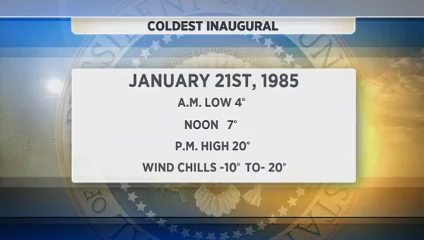 COLDEST INAUGURAL
JANUARY 21ST, 1985
A.M. LOW 4°
NOON 7°
P.M. HIGH 20°
WIND CHILLS -10° TO- 20°